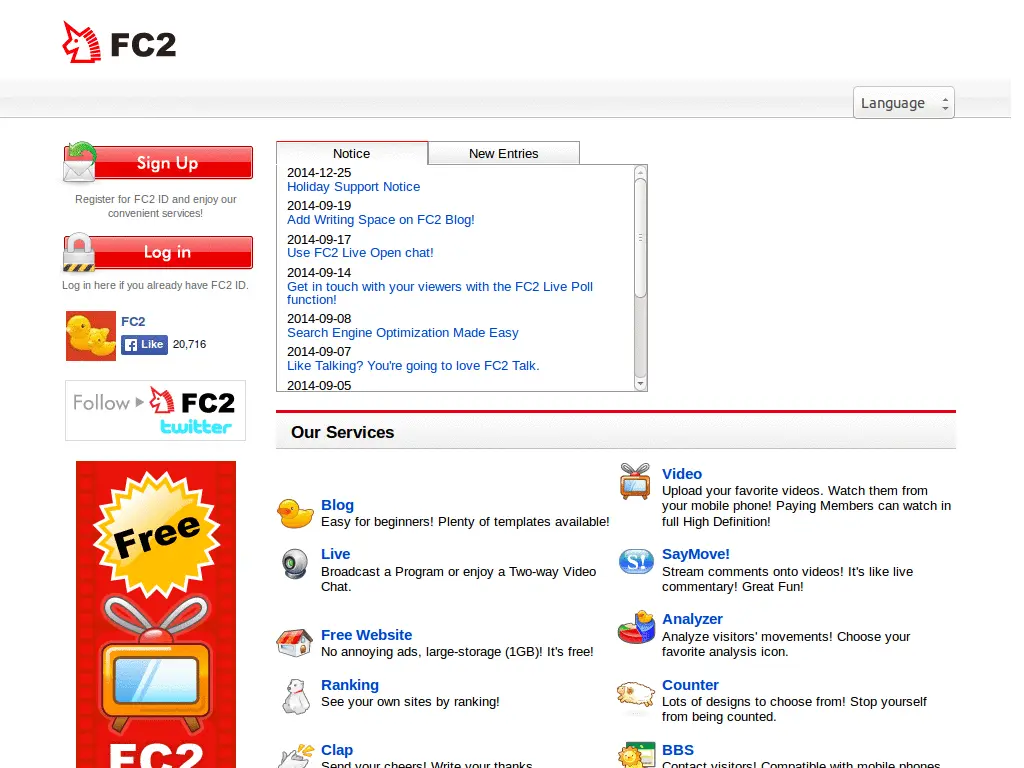 FC2
Language
Sign Up
Register for FC2 ID and enjoy our
convenient services!
Log in
Log in here if you already have FC2 ID.
FC2
Like 20,716
Follow FC2
twitter
Free
FC2
Notice New Entries
2014-12-25
Holiday Support Notice
2014-09-19
Add Writing Space on FC2 Blog!
2014-09-17
Use FC2 Live Open chat!
2014-09-14
Get in touch with your viewers with the FC2 Live Poll
function!
2014-09-08
Search Engine Optimization Made Easy
2014-09-07
Like Talking? You're going to love FC2 Talk.
2014-09-05
Our Services
Blog
Easy for beginners! Plenty of templates available!
Video
Upload your favorite videos. Watch them from
your mobile phone! Paying Members can watch in
full High Definition!
Live
Broadcast a Program or enjoy a Two-way Video
Chat.
SayMove!
Stream comments onto videos! It's like live
commentary! Great Fun!
Free Website
No annoying ads, large-storage (1GB)! It's free!
Analyzer
Analyze visitors' movements! Choose your
favorite analysis icon.
Ranking
See your own sites by ranking!
Counter
Lots of designs to choose from! Stop yourself
from being counted.
Clap
Send your cheers! Write your thanks
BBS
Contact visitors! Compatible with mobile phones